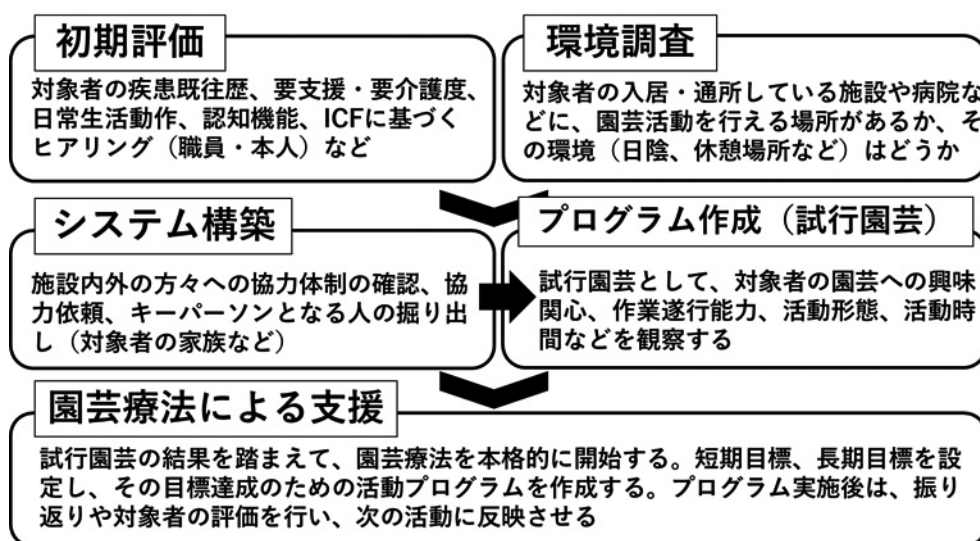 初期評価
対象者の疾患既往歴、要支援・要介護度、
日常生活動作、認知機能、ICFに基づく
ヒアリング（職員・本人）など
環境調査
対象者の入居・通所している施設や病院な
どに、園芸活動を行える場所があるか、そ
の環境（日陰、休憩場所など）はどうか
システム構築
施設内外の方々への協力体制の確認、協
力依頼、キーパーソンとなる人の掘り出
し（対象者の家族など）
プログラム作成（試行園芸）
試行園芸として、対象者の園芸への興味
関心、作業遂行能力、活動形態、活動時
間などを観察する
園芸療法による支援
試行園芸の結果を踏まえて、園芸療法を本格的に開始する。短期目標、長期目標を設
定し、その目標達成のための活動プログラムを作成する。プログラム実施後は、振り
返りや対象者の評価を行い、次の活動に反映させる